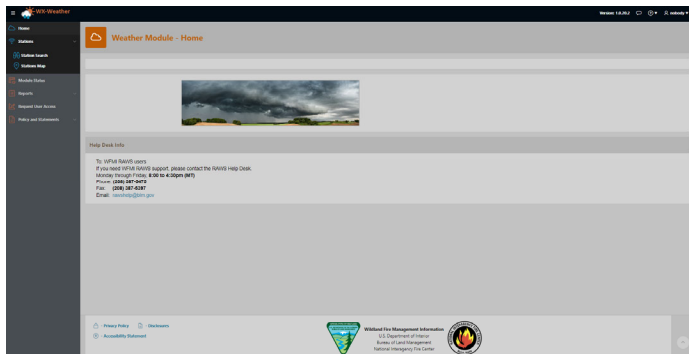 WX-Weather
Version: 1.0.20.2
nobody
Home
Stations
Station Search
Stations Map
Module Status
Reports
Request User Access
Policy and Statements
Weather Module - Home
Help Desk Info
To: WFMI RAWS users
If you need WFMI RAWS support, please contact the RAWS Help Desk.
Monday through Friday, 8:00 to 4:30pm (MT)
Phone: (208) 387-5475
Fax: (208) 387-6287
Email: rawshelp@blm.gov
Privacy Policy
Disclosures
Accessibility Statement
Wildland Fire Management Information
U.S. Department of Interior
Bureau of Land Management
National Interagency Fire Center